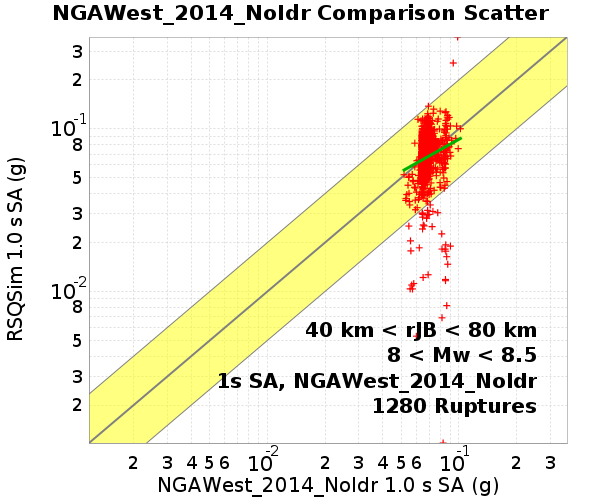 NGAWest_2014_NoIdr Comparison Scatter
3
2
10-1
8
5
3
2
10-2
8
5
3
2
RSQSim 1.0 s SA (g)
40 km < rJB < 80 km
8 < Mw < 8.5
1s SA, NGAWest_2014_NoIdr
1280 Ruptures
2 3 4 5 6 10-2 2 3 4 5 6 10-1 2 3
NGAWest_2014_NoIdr 1.0 s SA (g)